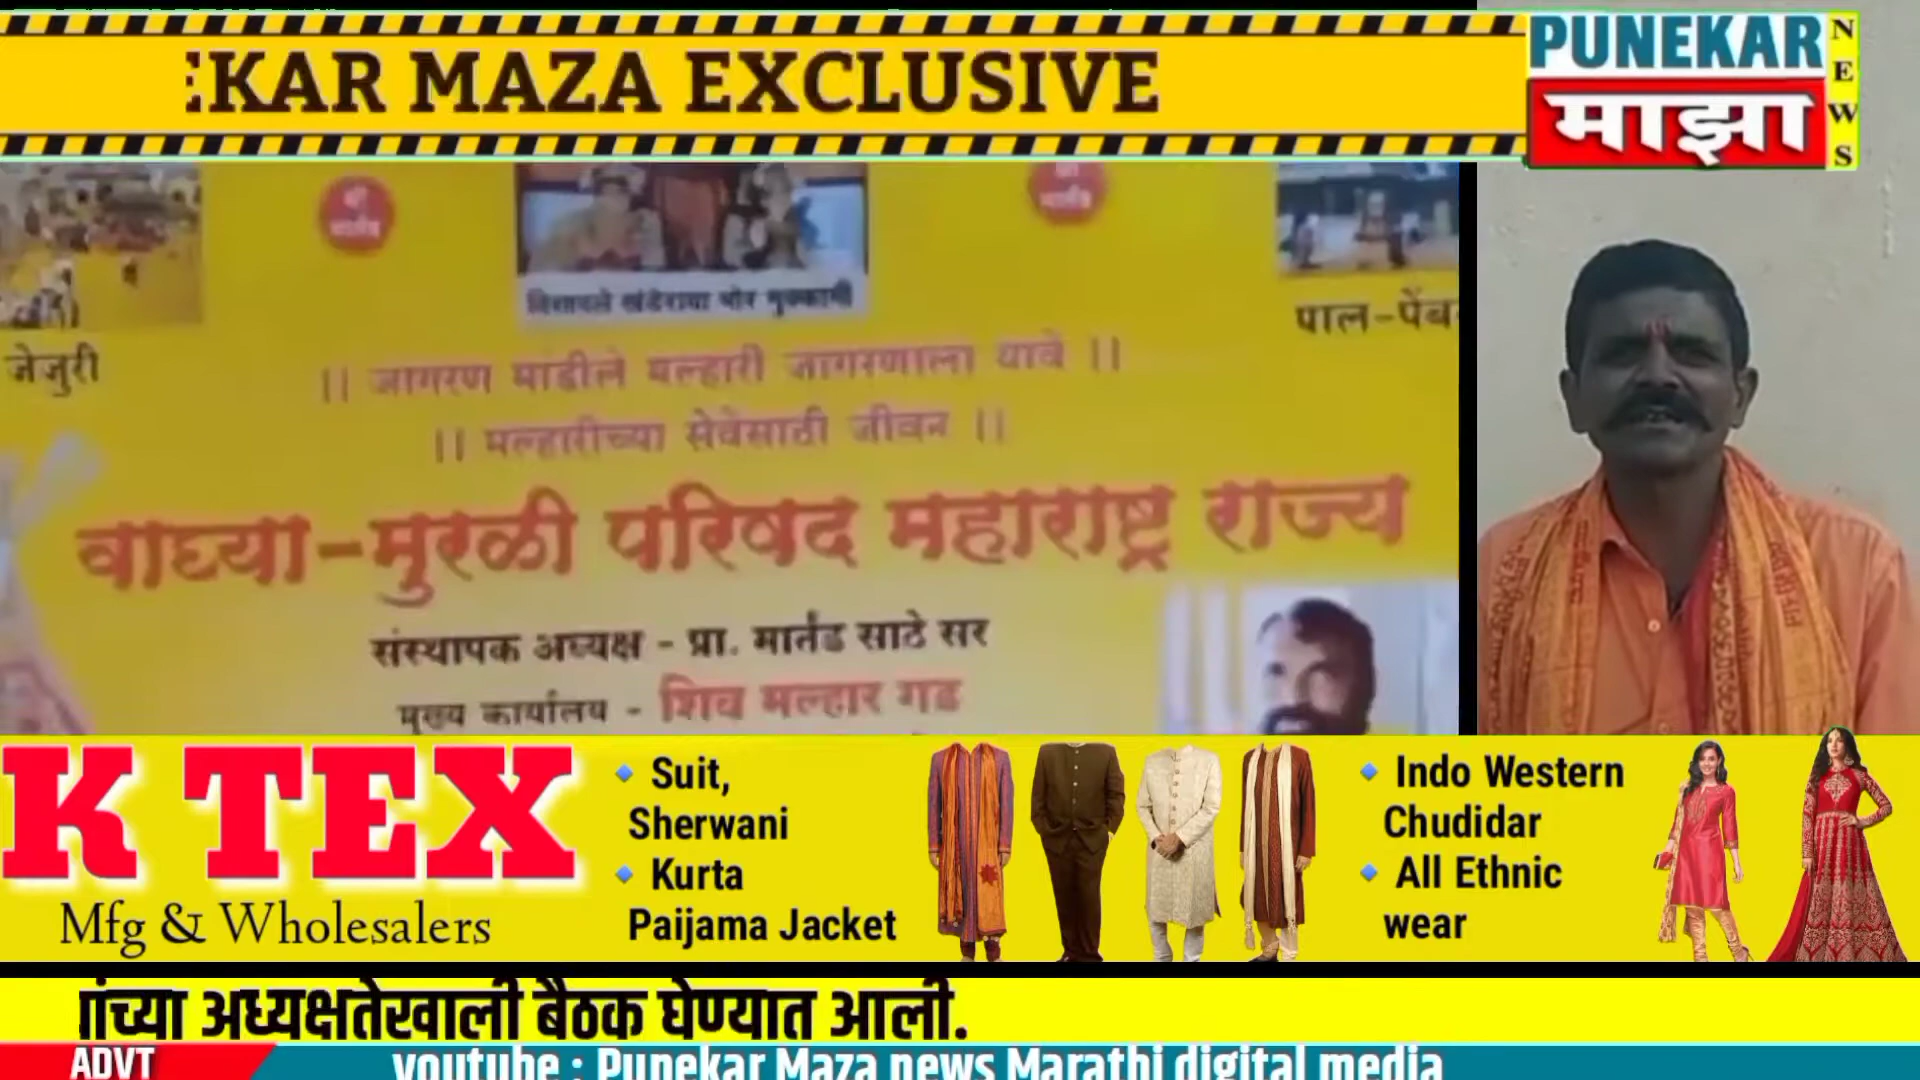 EKAR MAZA EXCLUSIVE
PUNEKAR
माझा
NEWS
जेजुरी
पाल-पेंब
|| जागरण मांडीले मल्हारी जागरणाला यावे ||
|| मल्हारीच्या सेवेसाठी जीवन ||
वाघ्या-मुरळी परिषद महाराष्ट्र राज्य
संस्थापक अध्यक्ष - प्रा. मार्तंड साठे सर
मुख्य कार्यालय - शिव मल्हार गड
K TEX
Mfg & Wholesalers
Suit,
Sherwani
Kurta
Paijama Jacket
Indo Western
Chudidar
All Ethnic
wear
ांच्या अध्यक्षतेखाली बैठक घेण्यात आली.
ADVT
youtube : Punekar Maza news Marathi digital media